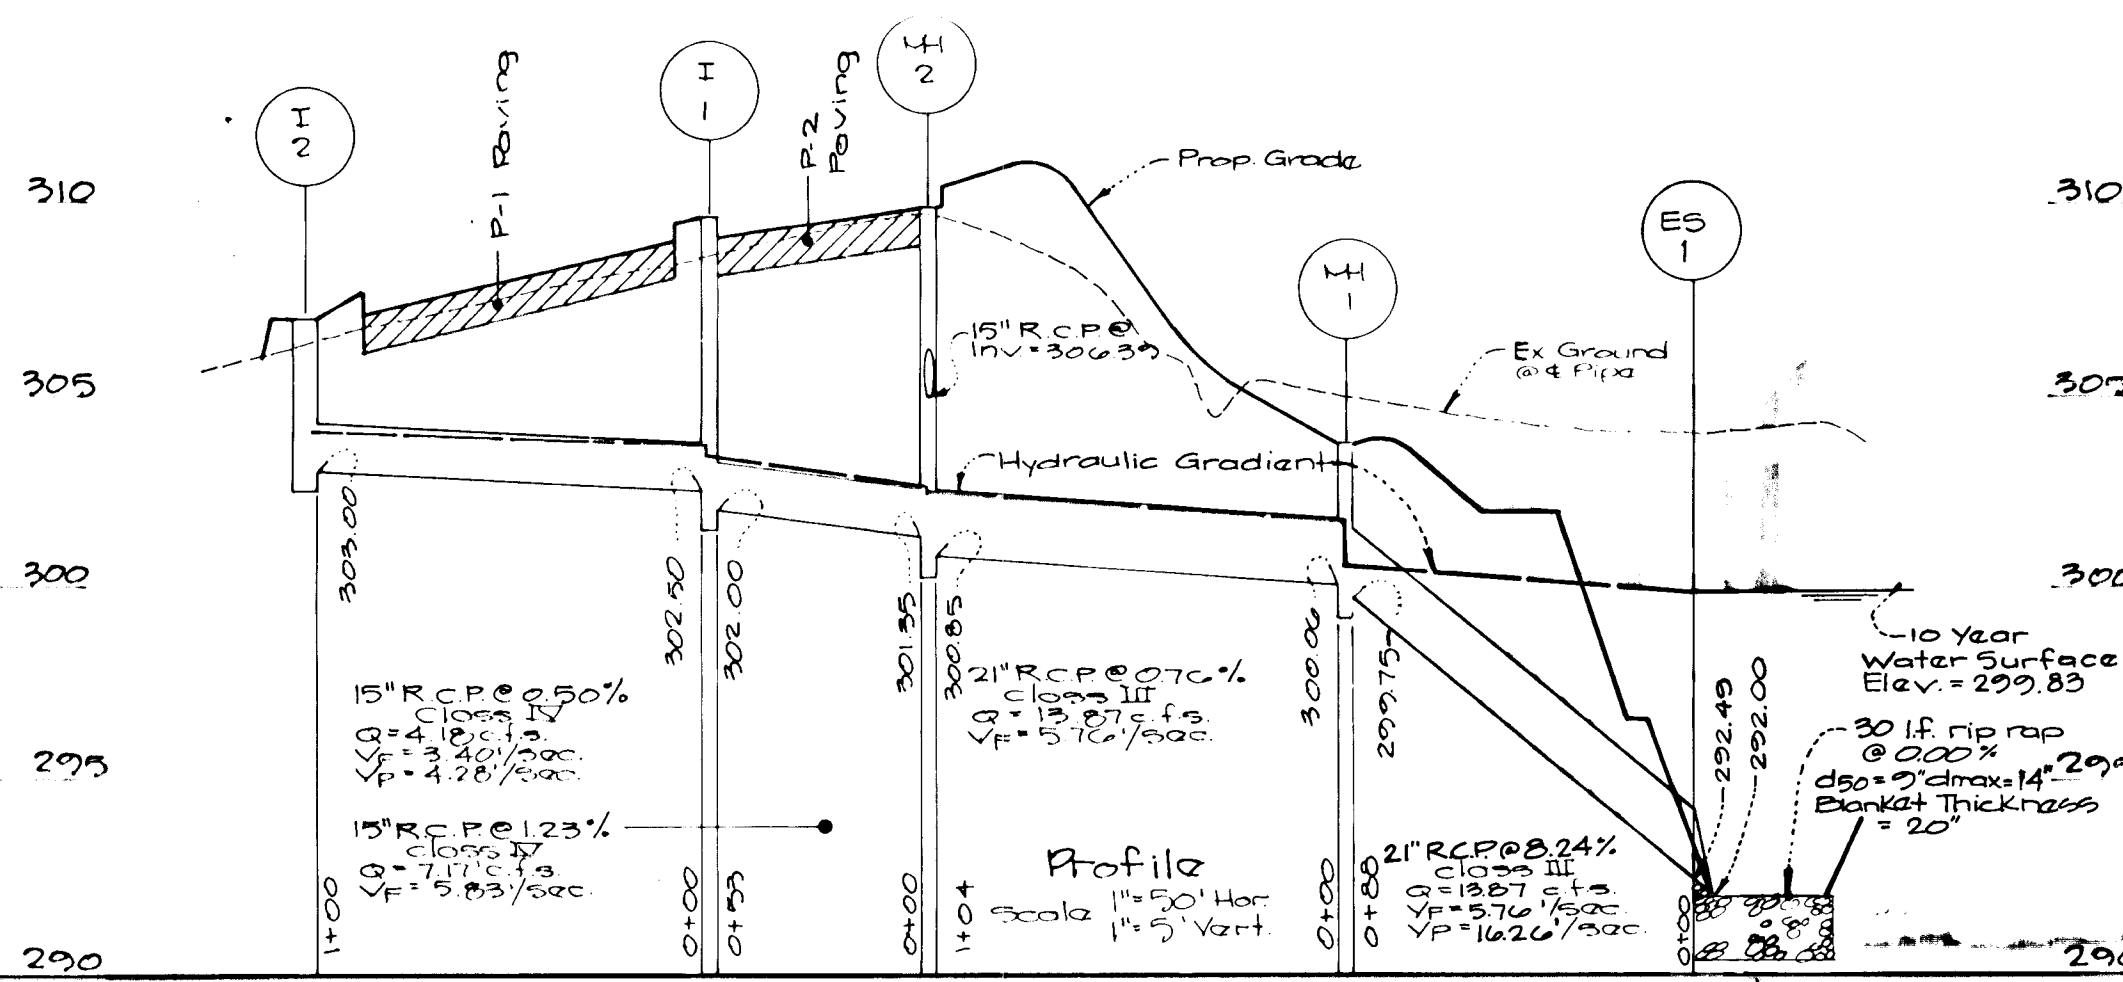 I
2
P-1 Paving
I
1
P-2
Paving
MH
2
Prop. Grade
ES
1
MH
1
310
310
305
300
300
295
290
15" R.C.P. @
Inv. = 306.39
Ex Ground
@ ℄ Pipe
Hydraulic Gradient
303.00
302.50
302.00
301.35
300.85
300.06
299.75
292.49
292.00
10 Year
Water Surface
Elev. = 299.83
30 l.f. rip rap
@ 0.00%
d50 = 9" dmax = 14"
Blanket Thickness
= 20"
15" R.C.P. @ 0.50%
Class IV
Q = 4.18 c.f.s.
VF = 3.40'/sec.
VP = 4.28'/sec.
15" R.C.P. @ 1.23%
Class IV
Q = 7.17 c.f.s.
VF = 5.83'/sec.
21" R.C.P. @ 0.76%
Class III
Q = 13.87 c.f.s.
VF = 5.76'/sec.
21" R.C.P. @ 8.24%
Class III
Q = 13.87 c.f.s.
VF = 5.76'/sec.
VP = 16.26'/sec.
Profile
Scale 1" = 50' Hor.
1" = 5' Vert.
1+00
0+00
0+53
0+00
1+04
0+00
0+88
0+00